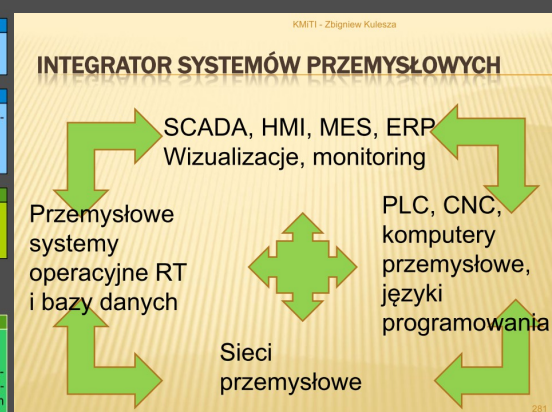 KMiTI - Zbigniew Kulesza
INTEGRATOR SYSTEMÓW PRZEMYSŁOWYCH
SCADA, HMI, MES, ERP
Wizualizacje, monitoring
Przemysłowe
systemy
operacyjne RT
i bazy danych
PLC, CNC,
komputery
przemysłowe,
języki
programowania
Sieci
przemysłowe
281